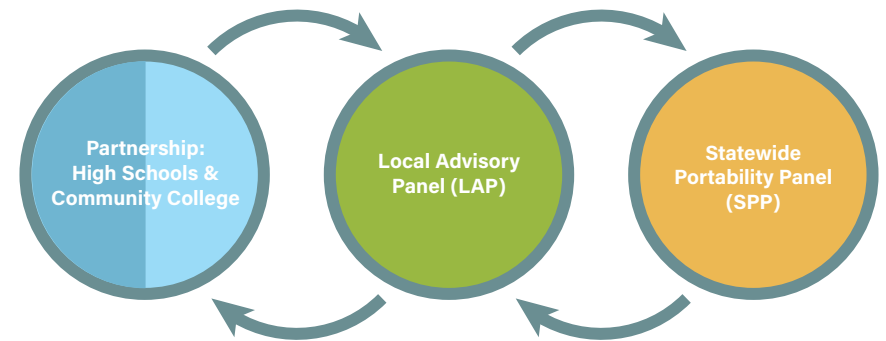 Partnership:
High Schools &
Community College
Local Advisory
Panel (LAP)
Statewide
Portability Panel
(SPP)